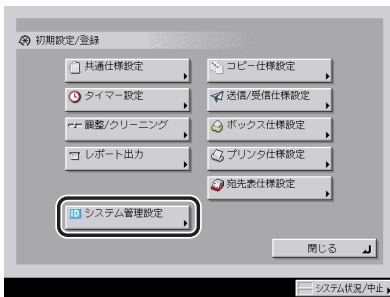 初期設定/登録
共通仕様設定
コピー仕様設定
タイマー設定
送信/受信仕様設定
調整/クリーニング
ボックス仕様設定
レポート出力
プリンタ仕様設定
宛先表仕様設定
ID システム管理設定
閉じる
システム状況/中止